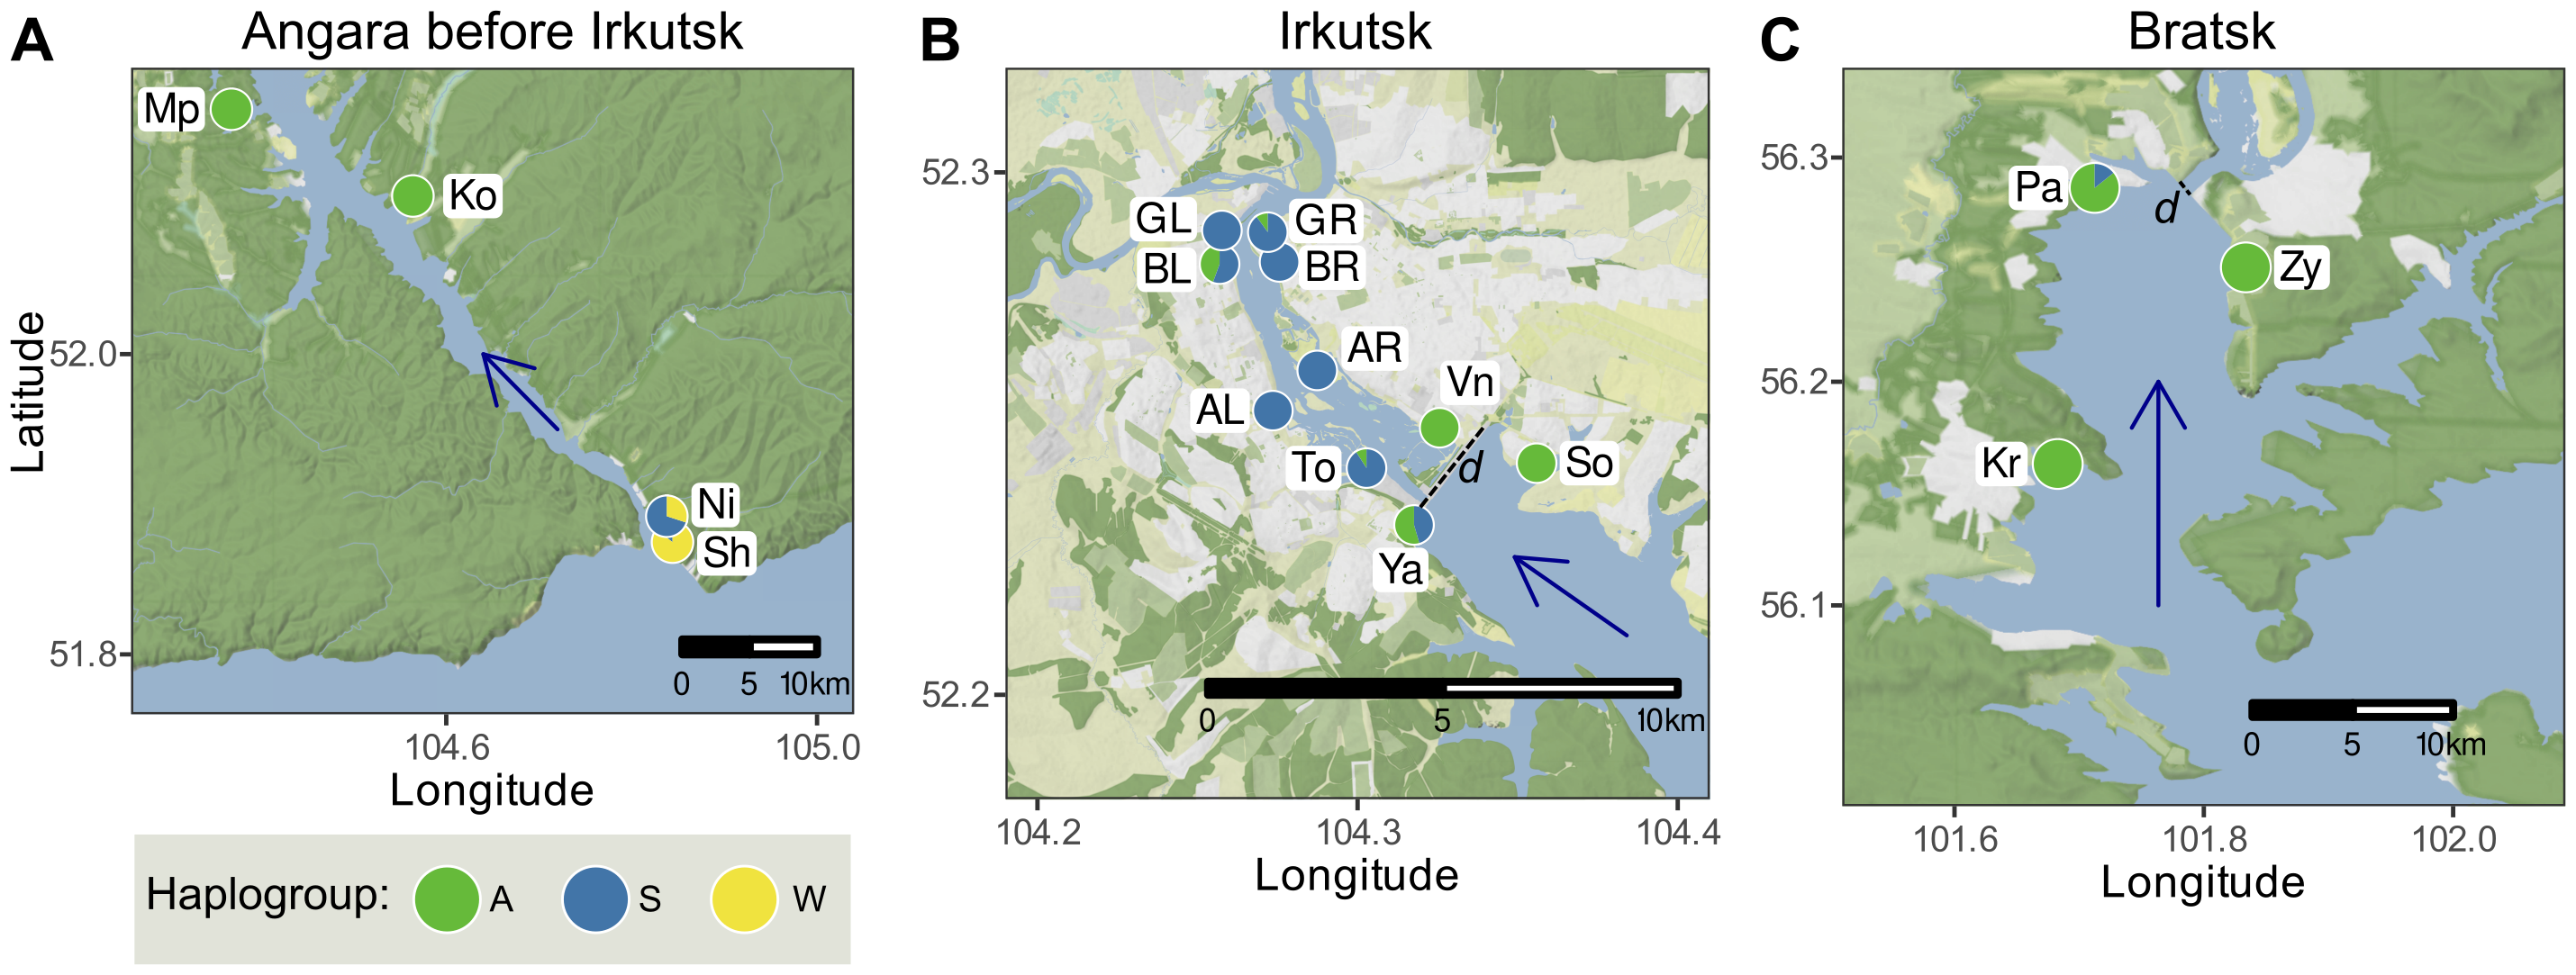 A
Angara before Irkutsk
Mp
Ko
Ni
Sh
Latitude
52.0
51.8
0 5 10km
104.6 105.0
Longitude
Haplogroup: A S W
B
Irkutsk
52.3
52.2
GL GR
BL BR
AR
Vn
AL
To
d
So
Ya
0 5 10km
104.2 104.3 104.4
Longitude
C
Bratsk
56.3
56.2
56.1
Pa
d
Zy
Kr
0 5 10km
101.6 101.8 102.0
Longitude